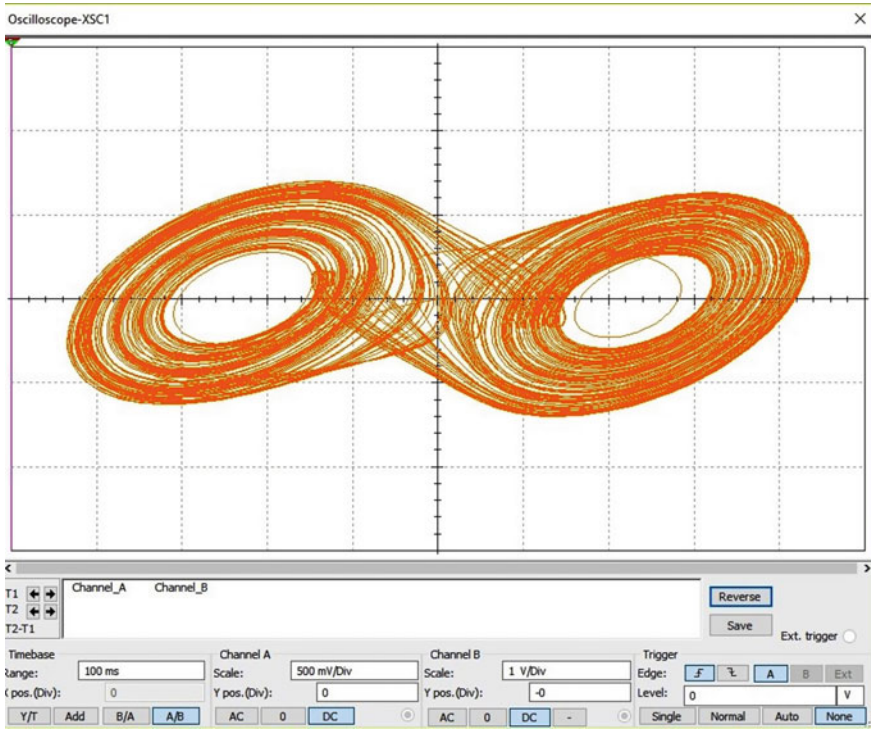 Oscilloscope-XSC1
T1
T2
T2-T1
Channel_A Channel_B
Reverse
Save
Ext. trigger
Timebase
Range: 100 ms
X pos.(Div): 0
Y/T Add B/A A/B
Channel A
Scale: 500 mV/Div
Y pos.(Div): 0
AC 0 DC
Channel B
Scale: 1 V/Div
Y pos.(Div): -0
AC 0 DC -
Trigger
Edge: A B Ext
Level: 0 V
Single Normal Auto None